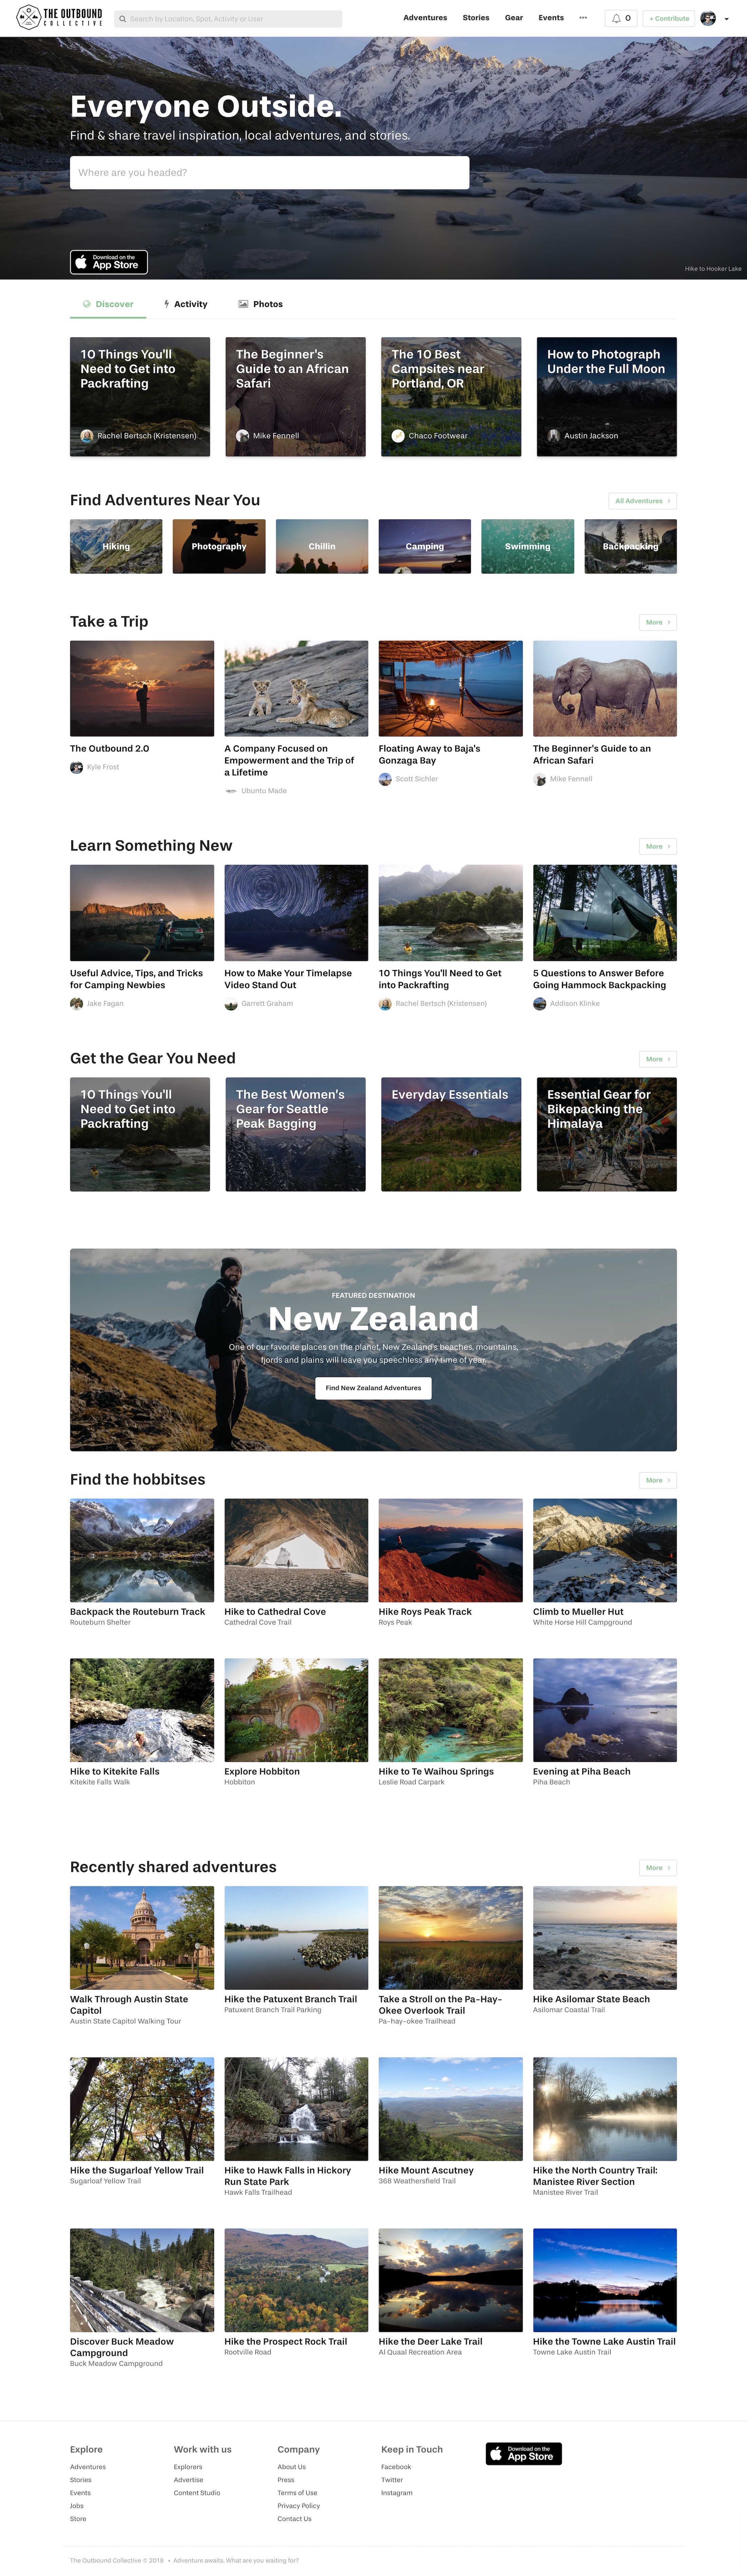 THE OUTBOUND
COLLECTIVE
Search by Location, Spot, Activity or User
Adventures
Stories
Gear
Events
0
+ Contribute
Everyone Outside.
Find & share travel inspiration, local adventures, and stories.
Where are you headed?
Download on the
App Store
Hike to Hooker Lake
Discover
Activity
Photos
10 Things You'll
Need to Get into
Packrafting
Rachel Bertsch (Kristensen)
The Beginner's
Guide to an African
Safari
Mike Fennell
The 10 Best
Campsites near
Portland, OR
Chaco Footwear
How to Photograph
Under the Full Moon
Austin Jackson
Find Adventures Near You
All Adventures
Hiking
Photography
Chillin
Camping
Swimming
Backpacking
Take a Trip
More
The Outbound 2.0
Kyle Frost
A Company Focused on
Empowerment and the Trip of
a Lifetime
Ubuntu Made
Floating Away to Baja's
Gonzaga Bay
Scott Sichler
The Beginner's Guide to an
African Safari
Mike Fennell
Learn Something New
More
Useful Advice, Tips, and Tricks
for Camping Newbies
Jake Fagan
How to Make Your Timelapse
Video Stand Out
Garrett Graham
10 Things You'll Need to Get
into Packrafting
Rachel Bertsch (Kristensen)
5 Questions to Answer Before
Going Hammock Backpacking
Addison Klinke
Get the Gear You Need
More
10 Things You'll
Need to Get into
Packrafting
The Best Women's
Gear for Seattle
Peak Bagging
Everyday Essentials
Essential Gear for
Bikepacking the
Himalaya
FEATURED DESTINATION
New Zealand
One of our favorite places on the planet, New Zealand's beaches, mountains,
fjords and plains will leave you speechless any time of year.
Find New Zealand Adventures
Find the hobbitses
More
Backpack the Routeburn Track
Routeburn Shelter
Hike to Cathedral Cove
Cathedral Cove Trail
Hike Roys Peak Track
Roys Peak
Climb to Mueller Hut
White Horse Hill Campground
Hike to Kitekite Falls
Kitekite Falls Walk
Explore Hobbiton
Hobbiton
Hike to Te Waihou Springs
Leslie Road Carpark
Evening at Piha Beach
Piha Beach
Recently shared adventures
More
Walk Through Austin State
Capitol
Austin State Capitol Walking Tour
Hike the Patuxent Branch Trail
Patuxent Branch Trail Parking
Take a Stroll on the Pa-Hay-
Okee Overlook Trail
Pa-hay-okee Trailhead
Hike Asilomar State Beach
Asilomar Coastal Trail
Hike the Sugarloaf Yellow Trail
Sugarloaf Yellow Trail
Hike to Hawk Falls in Hickory
Run State Park
Hawk Falls Trailhead
Hike Mount Ascutney
368 Weathersfield Trail
Hike the North Country Trail:
Manistee River Section
Manistee River Trail
Discover Buck Meadow
Campground
Buck Meadow Campground
Hike the Prospect Rock Trail
Rootville Road
Hike the Deer Lake Trail
Al Quaal Recreation Area
Hike the Towne Lake Austin Trail
Towne Lake Austin Trail
Explore
Adventures
Stories
Events
Jobs
Store
Work with us
Explorers
Advertise
Content Studio
Company
About Us
Press
Terms of Use
Privacy Policy
Contact Us
Keep in Touch
Facebook
Twitter
Instagram
Download on the
App Store
The Outbound Collective © 2018 • Adventure awaits. What are you waiting for?